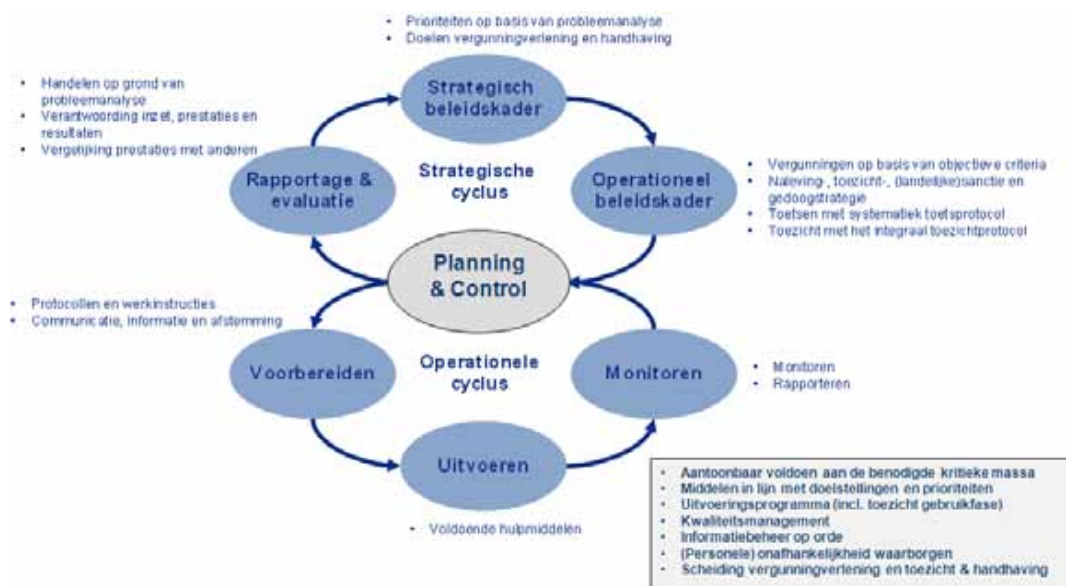 • Prioriteiten op basis van probleemanalyse
• Doelen vergunningverlening en handhaving
Strategisch
beleidskader
• Handelen op grond van
probleemanalyse
• Verantwoording inzet, prestaties en
resultaten
• Vergelijking prestaties met anderen
Rapportage &
evaluatie
Strategische
cyclus
Operationeel
beleidskader
• Vergunningen op basis van objectieve criteria
• Naleving-, toezicht-, (landelijke)sanctie en
gedoogstrategie
• Toetsen met systematiek toetsprotocol
• Toezicht met het integraal toezichtprotocol
Planning
& Control
• Protocollen en werkinstructies
• Communicatie, informatie en afstemming
Voorbereiden
Operationele
cyclus
Monitoren
• Monitoren
• Rapporteren
Uitvoeren
• Voldoende hulpmiddelen
• Aantoonbaar voldoen aan de benodigde kritieke massa
• Middelen in lijn met doelstellingen en prioriteiten
• Uitvoeringsprogramma (incl. toezicht gebruikfase)
• Kwaliteitsmanagement
• Informatiebeheer op orde
• (Personele) onafhankelijkheid waarborgen
• Scheiding vergunningverlening en toezicht & handhaving